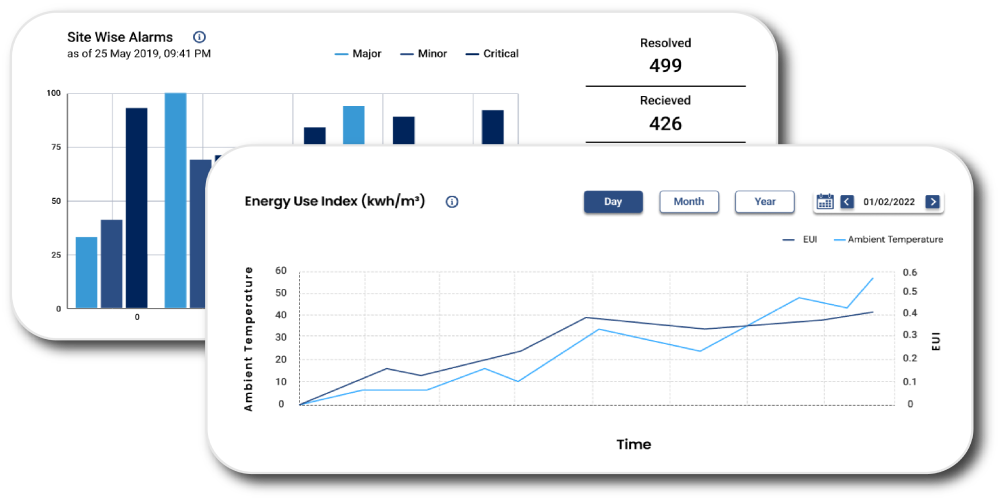 Site Wise Alarms
as of 25 May 2019, 09:41 PM
Major Minor Critical
Resolved
499
Recieved
426
100
75
50
25
0
0
Energy Use Index (kwh/m³)
Day Month Year 01/02/2022
EUI Ambient Temperature
Ambient Temperature
60
50
40
30
20
10
0
0.6
0.5
0.4
0.3
0.2
0.1
0
EUI
Time